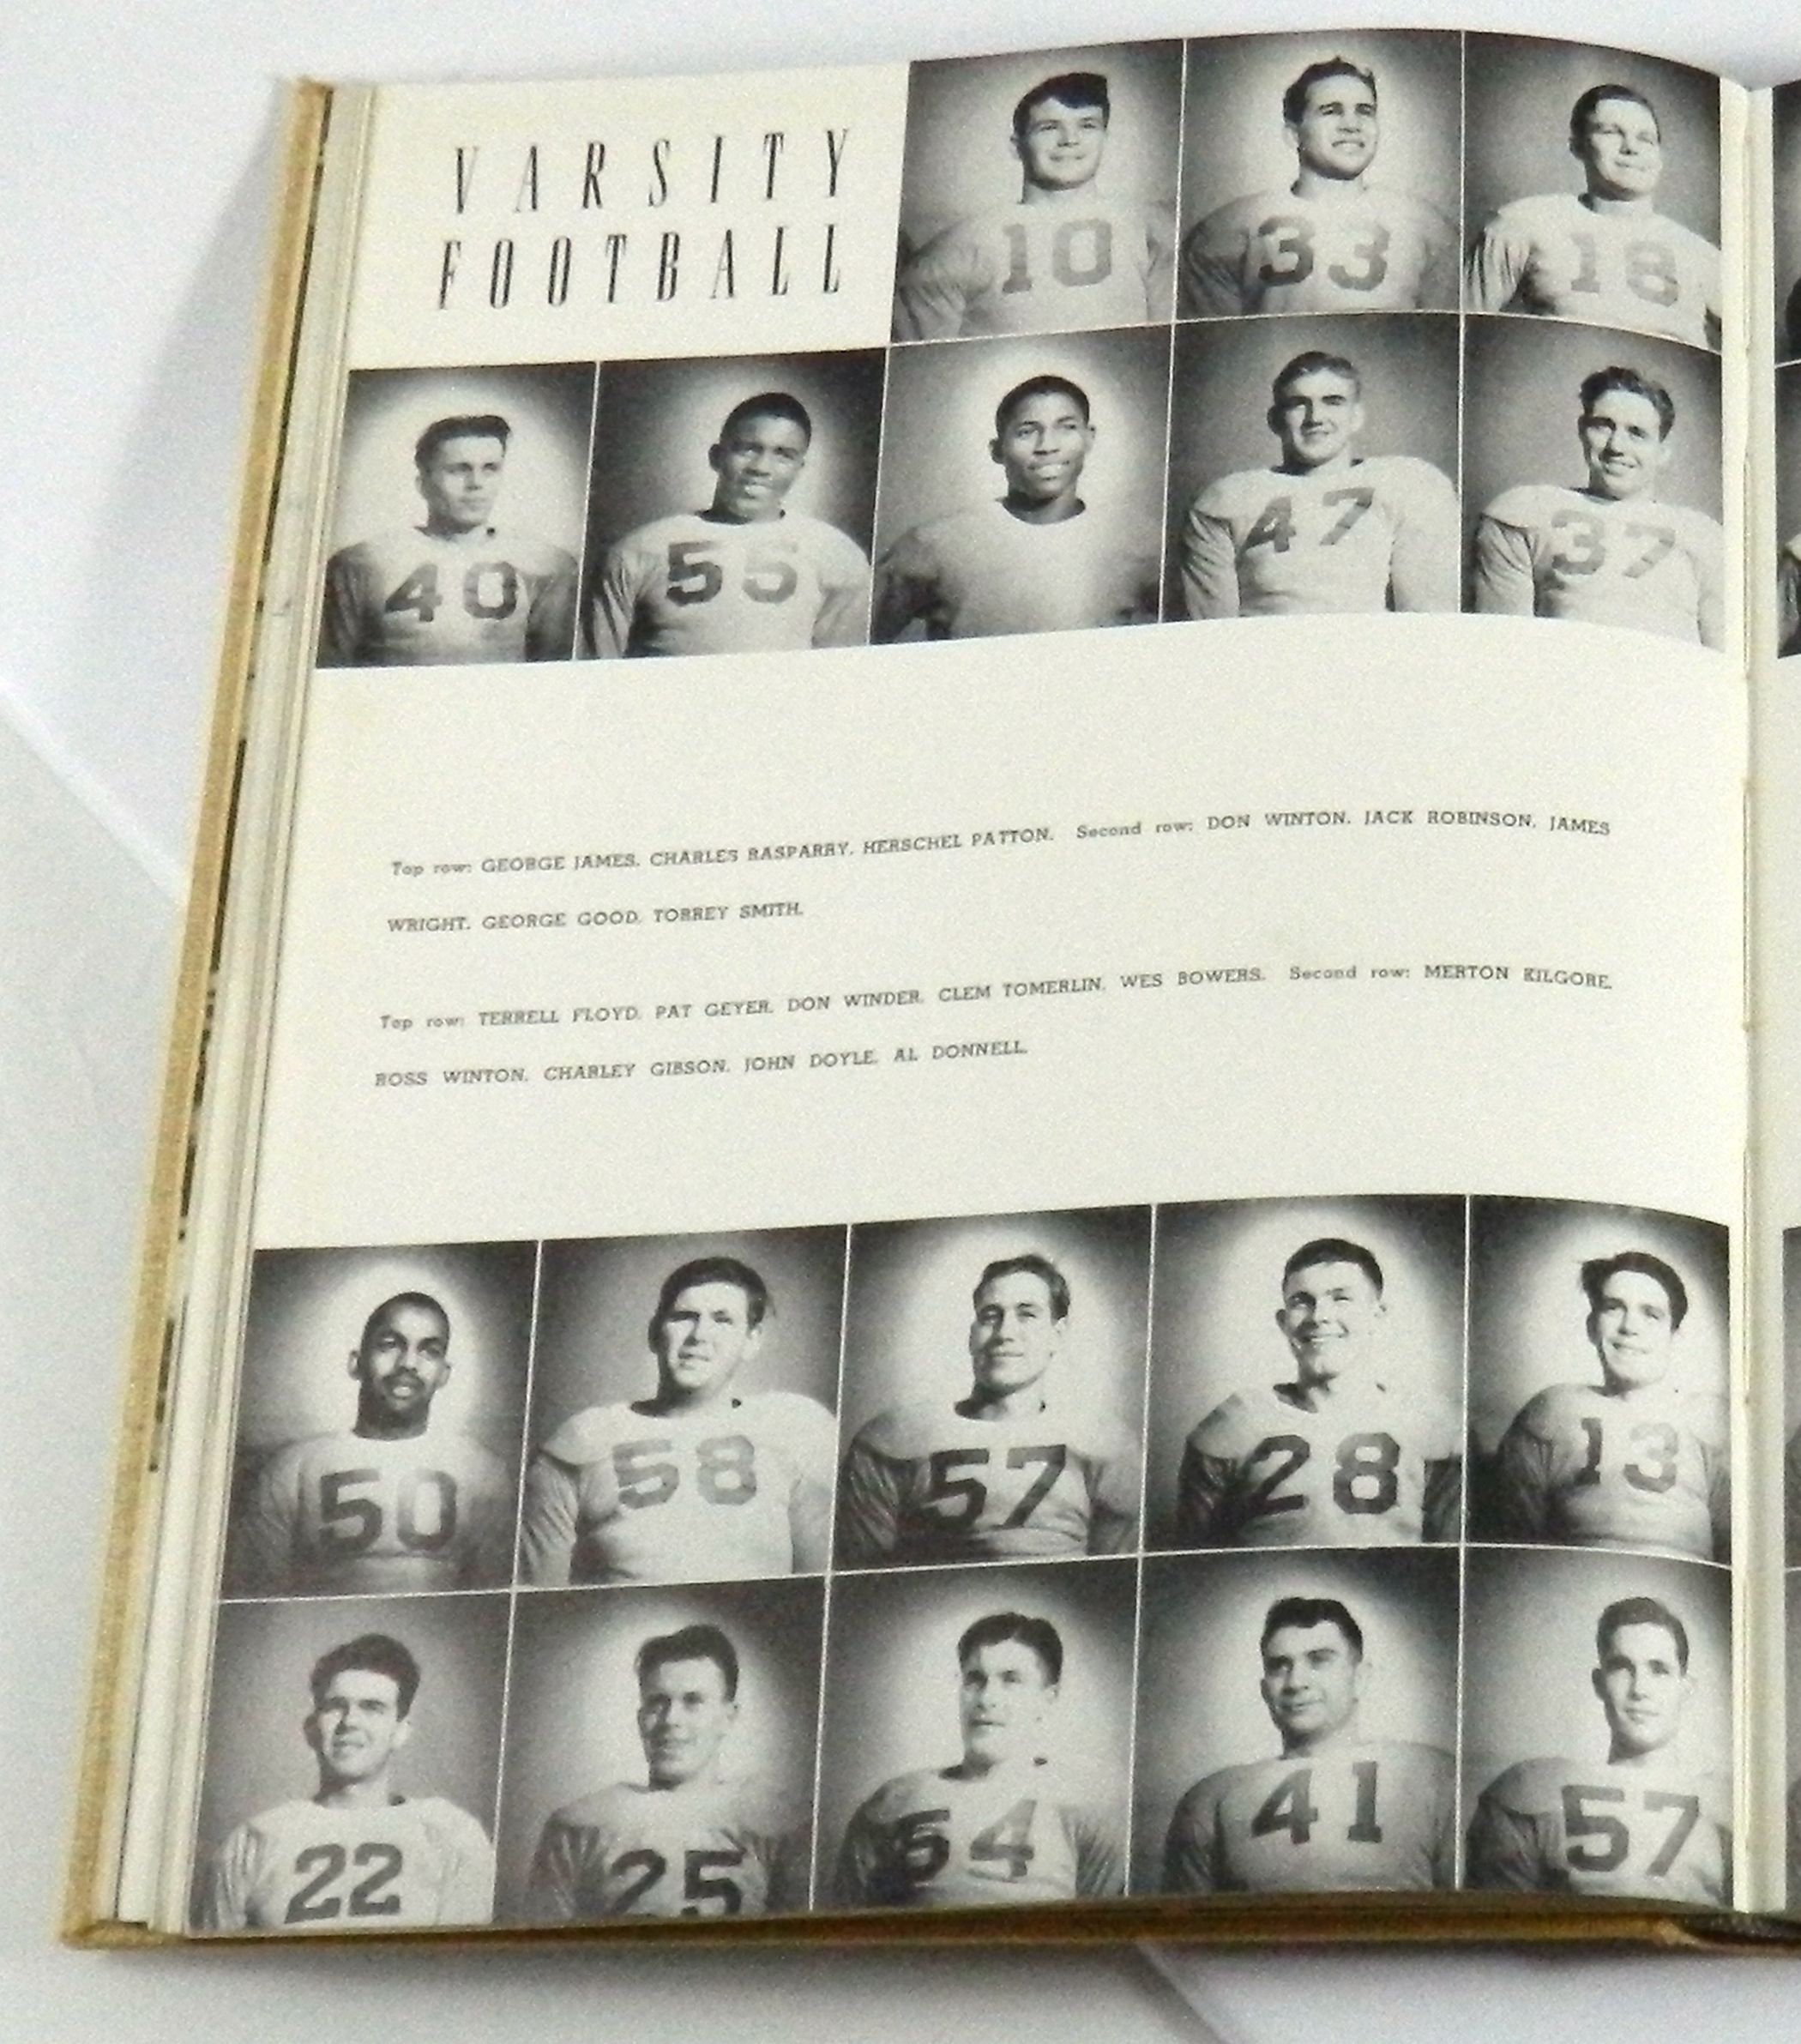 VARSITY
FOOTBALL
10
33
18
40
55
47
37
Top row: GEORGE JAMES, CHARLES RASPARRY, HERSCHEL PATTON. Second row: DON WINTON, JACK ROBINSON, JAMES
WRIGHT, GEORGE GOOD, TORREY SMITH.
Top row: TERRELL FLOYD, PAT GEYER, DON WINDER, CLEM TOMERLIN, WES BOWERS. Second row: MERTON KILGORE,
ROSS WINTON, CHARLEY GIBSON, JOHN DOYLE, AL DONNELL.
50
58
57
28
13
22
25
64
41
57